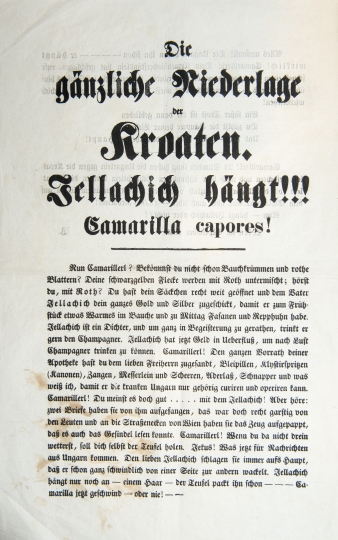 Die
gänzliche Niederlage
der
Kroaten.
Jellachich hängt!!!
Camarilla capores!
Nun Camarillerl? Bekömmst du nicht schon Bauchkrümmen und rothe
Blattern? Deine schwarzgelben Flecke werden mit Roth untermischt; hörst
du, mit Roth? Du hast dein Säckchen recht weit geöffnet und dem Vater
Jellachich dein ganzes Gold und Silber zugeschickt, damit er zum Früh-
stück etwas Warmes im Bauche und zu Mittag Fasanen und Repphuhn habe.
Jellachich ist ein Dichter, und um ganz in Begeisterung zu gerathen, trinkt er
gern den Champagner. Jellachich hat jetzt Geld in Ueberfluß, um nach Lust
Champagner trinken zu können. Camarillerl! Den ganzen Vorrath deiner
Apotheke hast du dem lieben Freiherrn zugesandt, Bleipillen, Klystirspritzen
(Kanonen), Zangen, Messerln und Scheeren, Aderlaß, Schnapper und was
weiß ich, damit er die kranken Ungarn nur gehörig curiren und operiren kann.
Camarillerl! Du meinst es doch gut ..... mit dem Jellachich! Aber höre:
zwei Briefe haben sie von ihm aufgefangen, das war doch recht garstig von
den Leuten und an die Straßenecken von Wien haben sie das Zeug aufgepappt,
daß es auch das Gesindel lesen konnte. Camarillerl! Wenn du da nicht drein
wetterst, soll dich selbst der Teufel holen. Jetus! Was jetzt für Nachrichten
aus Ungarn kommen. Den lieben Jellachich schlagen sie immer aufs Haupt,
daß er schon ganz schwindlich von einer Seite zur andern wackelt. Jellachich
hängt nur noch an — einem Haar — der Teufel packt ihn schon — — — Ca-
marilla jetzt geschwind — oder nie! — —